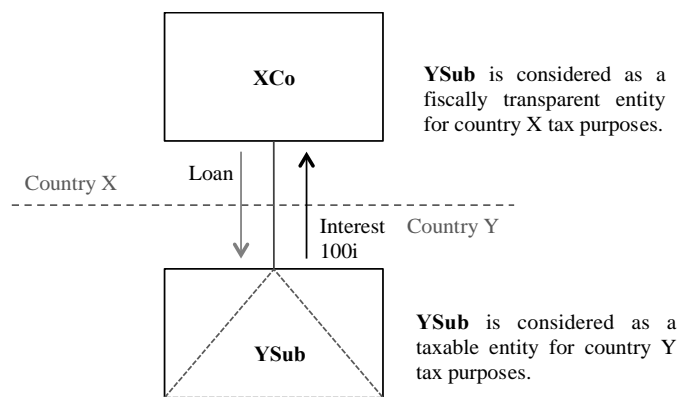 XCo
YSub is considered as a
fiscally transparent entity
for country X tax purposes.
Loan
Country X
Interest
100i
Country Y
YSub
YSub is considered as a
taxable entity for country Y
tax purposes.